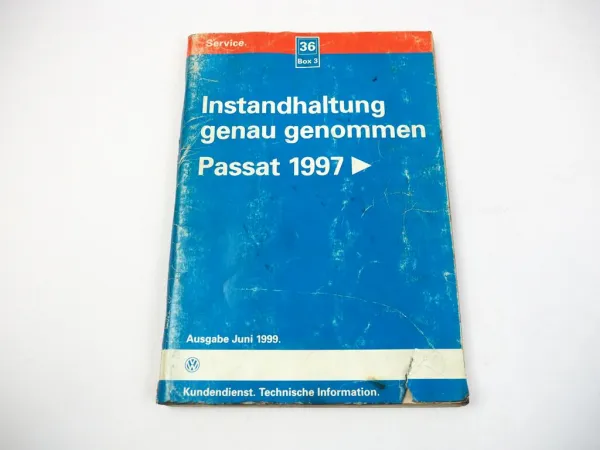 Service.
36
Box 3
Instandhaltung
genau genommen
Passat 1997 ►
Ausgabe Juni 1999.
Kundendienst. Technische Information.